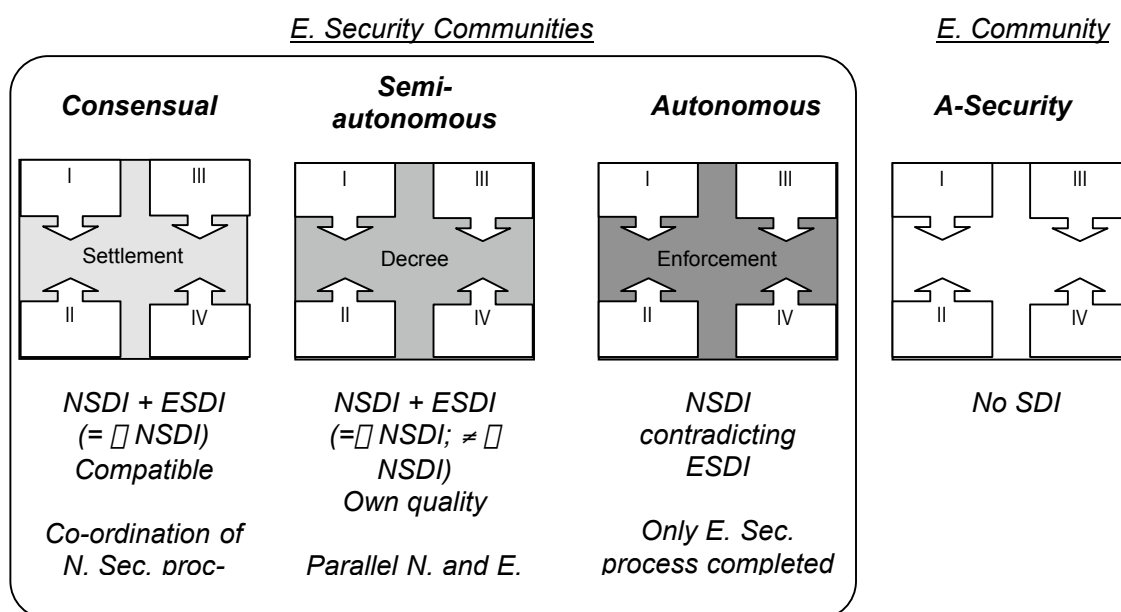 E. Security Communities
E. Community
Consensual
Semi-
autonomous
Autonomous
A-Security
I
III
Settlement
II
IV
I
III
Decree
II
IV
I
III
Enforcement
II
IV
I
III
II
IV
NSDI + ESDI
(= □ NSDI)
Compatible
Co-ordination of
N. Sec. proc-
NSDI + ESDI
(=□ NSDI; ≠ □
NSDI)
Own quality
Parallel N. and E.
NSDI
contradicting
ESDI
Only E. Sec.
process completed
No SDI